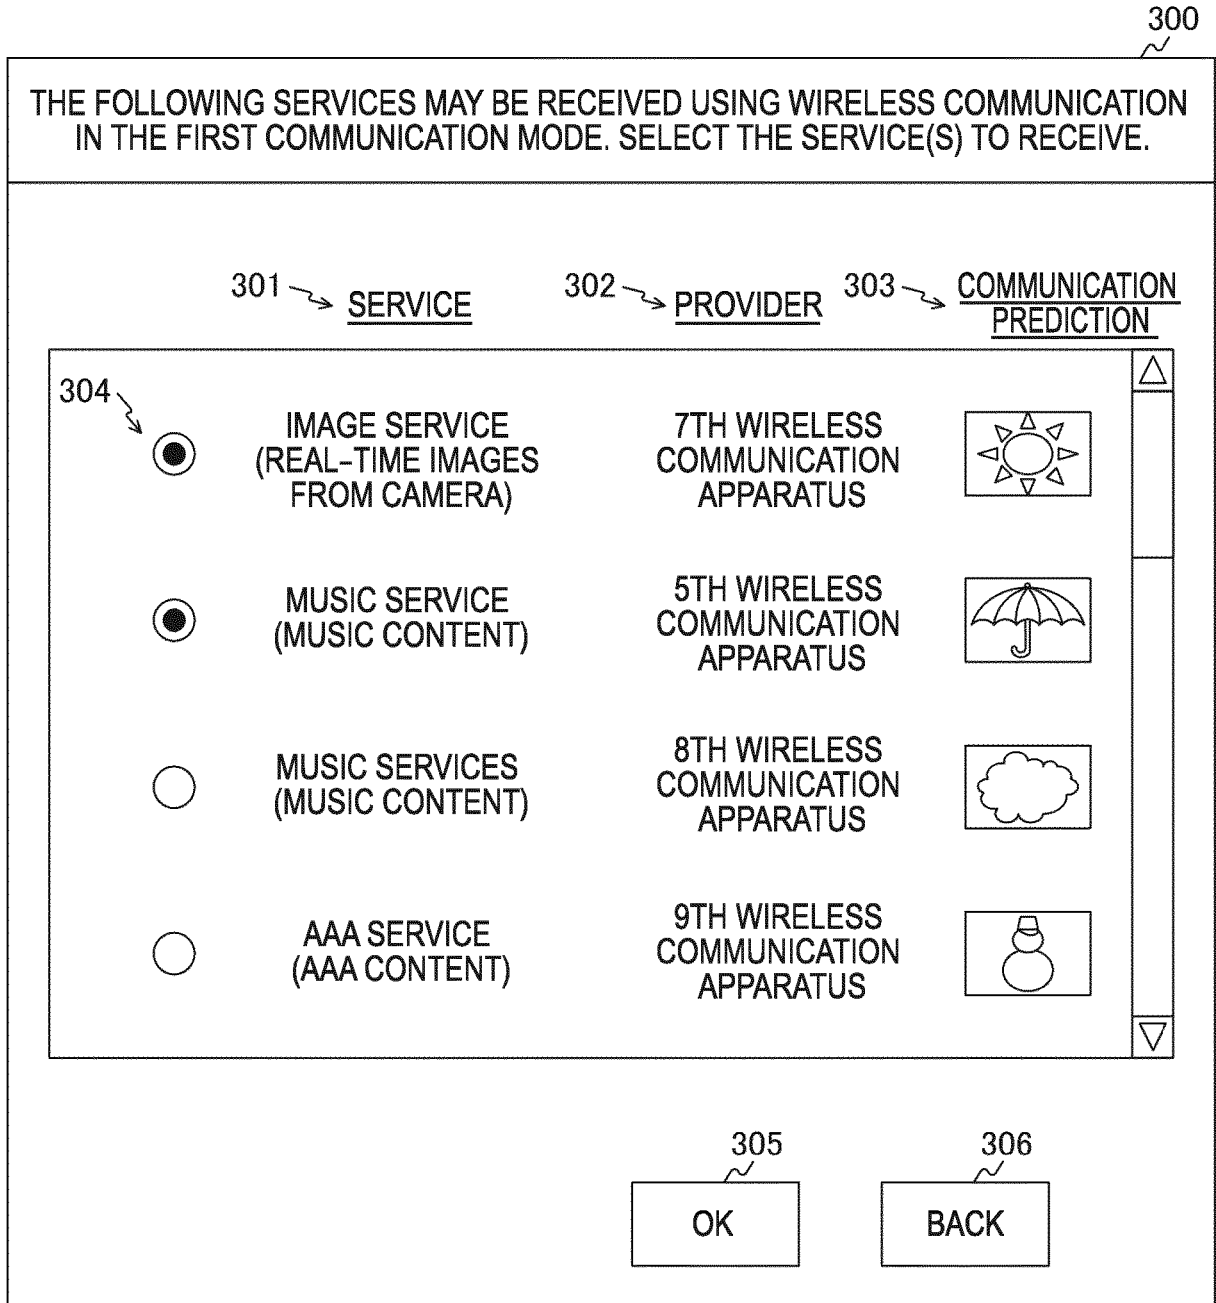 300
THE FOLLOWING SERVICES MAY BE RECEIVED USING WIRELESS COMMUNICATION
IN THE FIRST COMMUNICATION MODE. SELECT THE SERVICE(S) TO RECEIVE.
301
SERVICE
302
PROVIDER
303
COMMUNICATION
PREDICTION
304
IMAGE SERVICE
(REAL-TIME IMAGES
FROM CAMERA)
7TH WIRELESS
COMMUNICATION
APPARATUS
MUSIC SERVICE
(MUSIC CONTENT)
5TH WIRELESS
COMMUNICATION
APPARATUS
MUSIC SERVICES
(MUSIC CONTENT)
8TH WIRELESS
COMMUNICATION
APPARATUS
AAA SERVICE
(AAA CONTENT)
9TH WIRELESS
COMMUNICATION
APPARATUS
305
OK
306
BACK